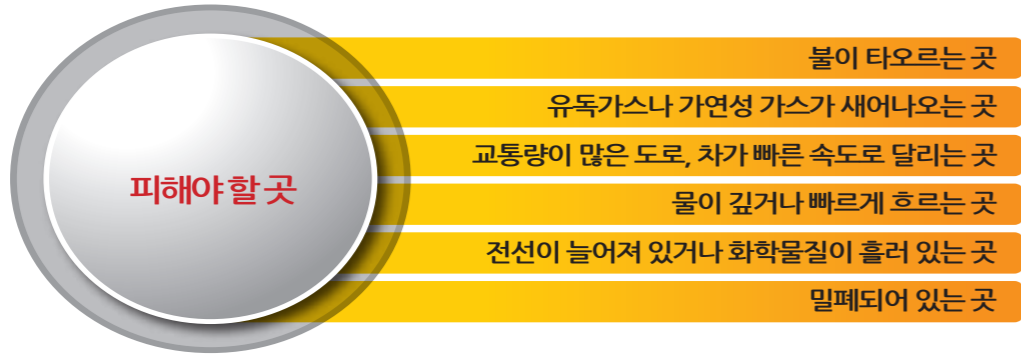 피해야 할 곳
불이 타오르는 곳
유독가스나 가연성 가스가 새어나오는 곳
교통량이 많은 도로, 차가 빠른 속도로 달리는 곳
물이 깊거나 빠르게 흐르는 곳
전선이 늘어져 있거나 화학물질이 흘러 있는 곳
밀폐되어 있는 곳